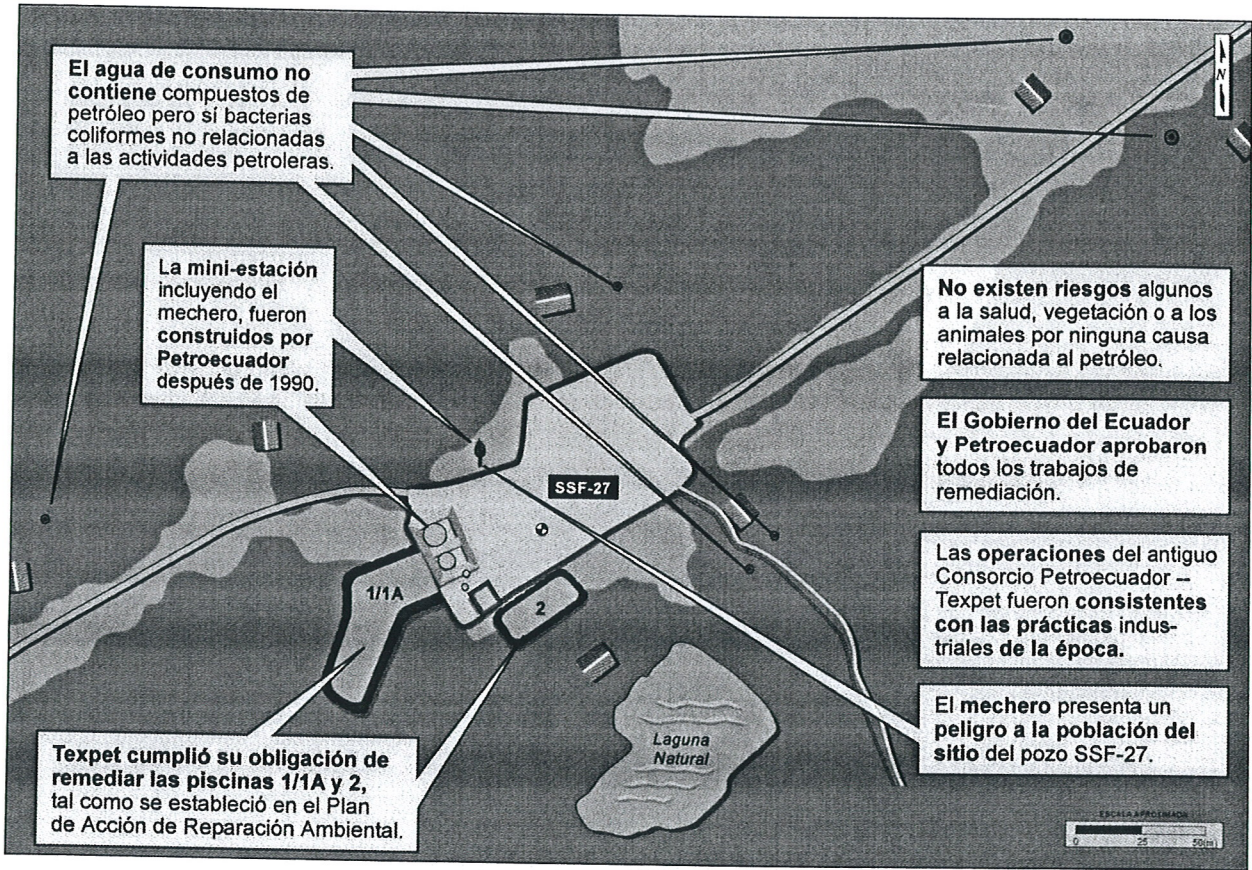 El agua de consumo no
contiene compuestos de
petróleo pero sí bacterias
coliformes no relacionadas
a las actividades petroleras.
N
La mini-estación
incluyendo el
mechero, fueron
construidos por
Petroecuador
después de 1990.
No existen riesgos algunos
a la salud, vegetación o a los
animales por ninguna causa
relacionada al petróleo.
El Gobierno del Ecuador
y Petroecuador aprobaron
todos los trabajos de
remediación.
SSF-27
Las operaciones del antiguo
Consorcio Petroecuador –
Texpet fueron consistentes
con las prácticas indus-
triales de la época.
1/1A
2
El mechero presenta un
peligro a la población del
sitio del pozo SSF-27.
Laguna
Natural
Texpet cumplió su obligación de
remediar las piscinas 1/1A y 2,
tal como se estableció en el Plan
de Acción de Reparación Ambiental.
ESCALA APROXIMADA
0 25 50(m)